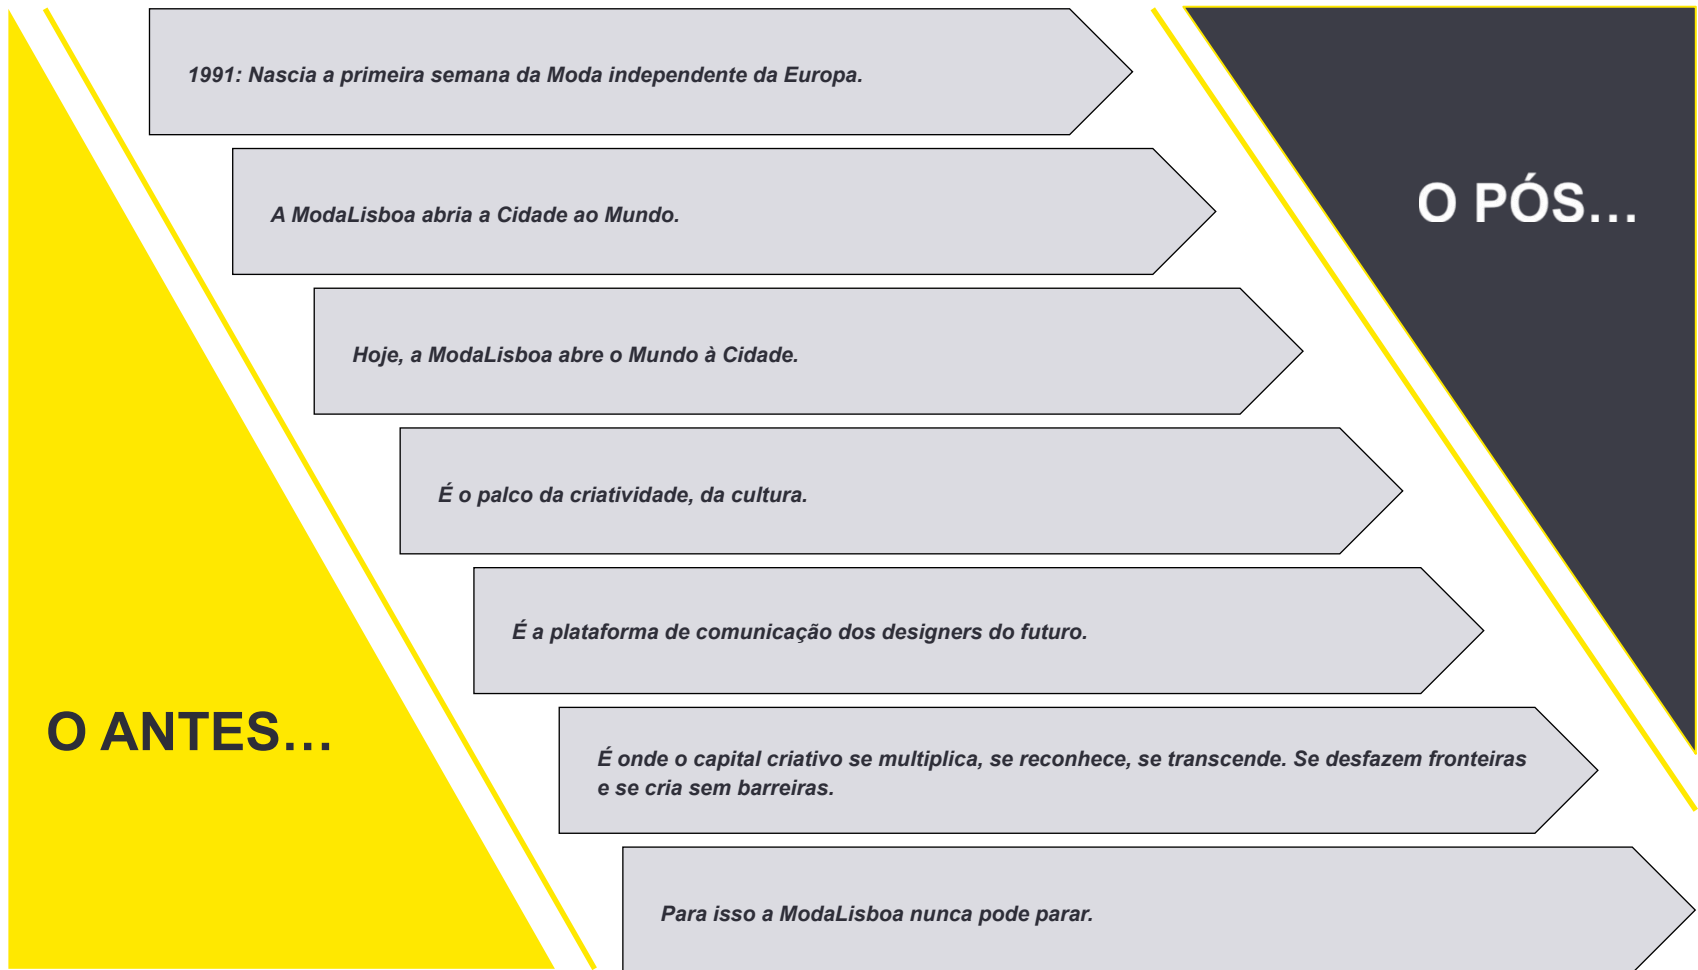 1991: Nascia a primeira semana da Moda independente da Europa.
A ModaLisboa abria a Cidade ao Mundo.
O PÓS…
Hoje, a ModaLisboa abre o Mundo à Cidade.
É o palco da criatividade, da cultura.
É a plataforma de comunicação dos designers do futuro.
O ANTES…
É onde o capital criativo se multiplica, se reconhece, se transcende. Se desfazem fronteiras
e se cria sem barreiras.
Para isso a ModaLisboa nunca pode parar.